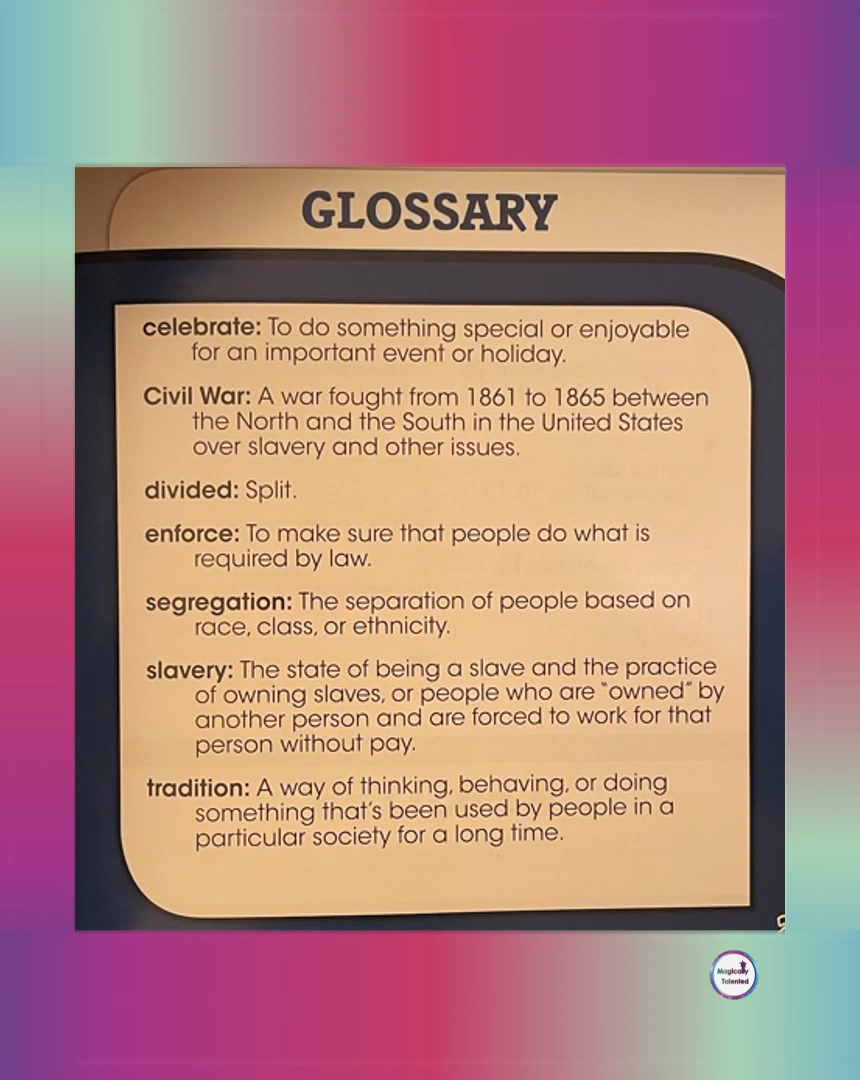 GLOSSARY
celebrate: To do something special or enjoyable
for an important event or holiday.
Civil War: A war fought from 1861 to 1865 between
the North and the South in the United States
over slavery and other issues.
divided: Split.
enforce: To make sure that people do what is
required by law.
segregation: The separation of people based on
race, class, or ethnicity.
slavery: The state of being a slave and the practice
of owning slaves, or people who are “owned” by
another person and are forced to work for that
person without pay.
tradition: A way of thinking, behaving, or doing
something that's been used by people in a
particular society for a long time.
Magically
Talented